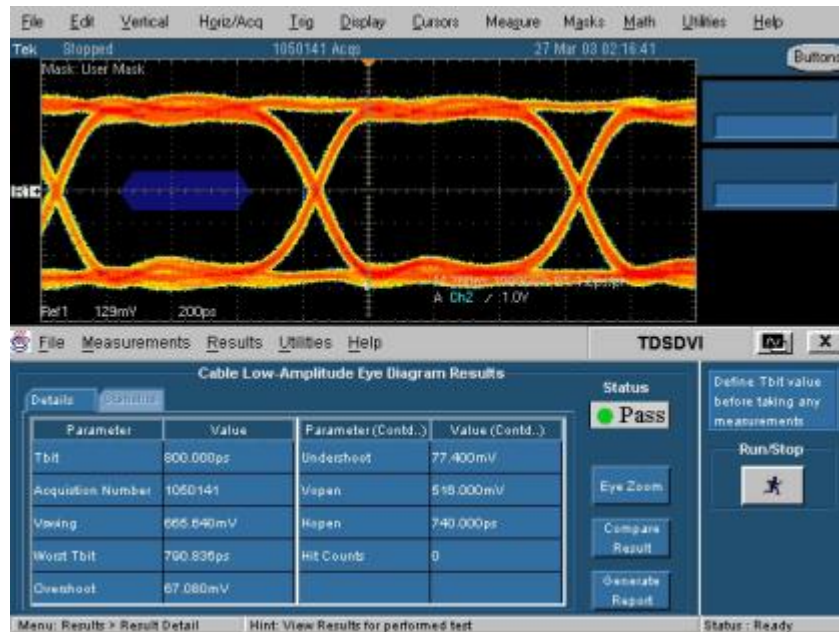 File Edit Vertical Horiz/Acq Trig Display Cursors Measure Masks Math Utilities Help
Tek Stopped 1050141 Acqs 27 Mar 03 02:16:41
Buttons
Mask: User Mask
A Ch2 1.0V
Ref1 129mV 200ps
File Measurements Results Utilities Help TDSDVI X
Cable Low-Amplitude Eye Diagram Results
Details
Parameter Value Parameter (Contd..) Value (Contd..)
Tbit 800.000ps Undershoot 77.400mV
Acquistion Number 1050141 Vopen 518.000mV
Vswing 665.640mV Hopen 740.000ps
Worst Tbit 790.835ps Hit Counts 0
Overshoot 67.080mV
Status
Pass
Eye Zoom
Compare
Result
Generate
Report
Define Tbit value
before taking any
measurements
Run/Stop
Menu: Results > Result Detail Hint: View Results for performed test Status : Ready